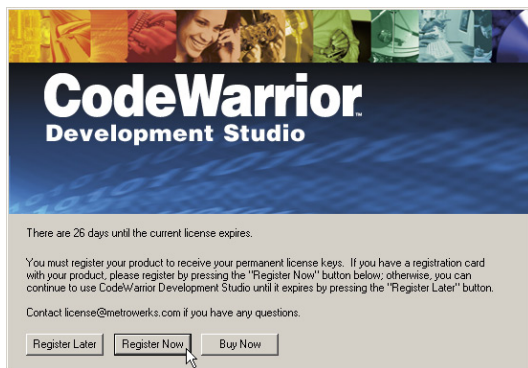 CodeWarrior™
Development Studio
There are 26 days until the current license expires.
You must register your product to receive your permanent license keys.  If you have a registration card
with your product, please register by pressing the "Register Now" button below; otherwise, you can
continue to use CodeWarrior Development Studio until it expires by pressing the "Register Later" button.
Contact license@metrowerks.com if you have any questions.
Register Later
Register Now
Buy Now